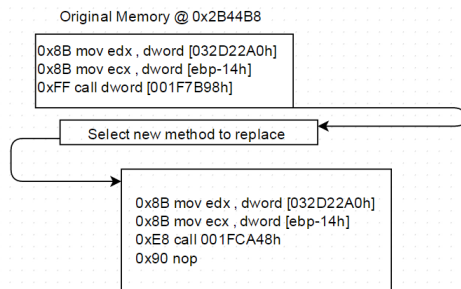 Original Memory @ 0x2B44B8
0x8B mov edx , dword [032D22A0h]
0x8B mov ecx , dword [ebp-14h]
0xFF call dword [001F7B98h]
Select new method to replace
0x8B mov edx , dword [032D22A0h]
0x8B mov ecx , dword [ebp-14h]
0xE8 call 001FCA48h
0x90 nop